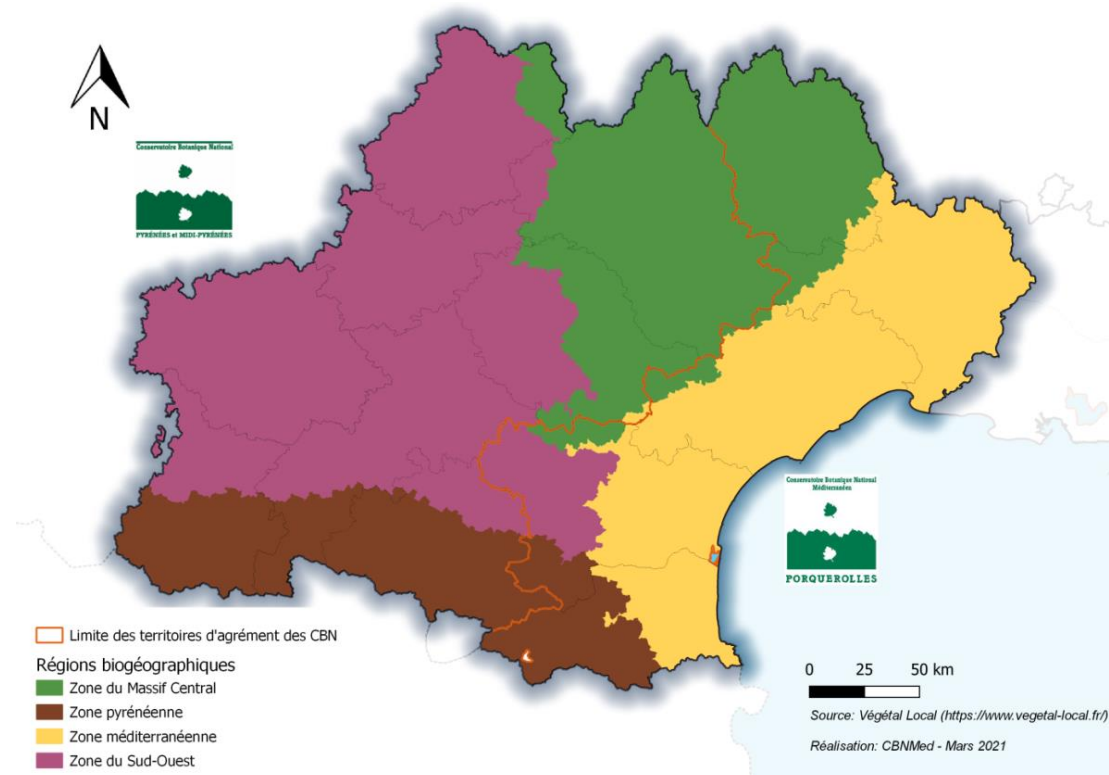 N
Conservatoire Botanique National
PYRÉNÉES et MIDI-PYRÉNÉES
Conservatoire Botanique National
Méditerranéen
PORQUEROLLES
Limite des territoires d'agrément des CBN
Régions biogéographiques
Zone du Massif Central
Zone pyrénéenne
Zone méditerranéenne
Zone du Sud-Ouest
0 25 50 km
Source: Végétal Local (https://www.vegetal-local.fr/)
Réalisation: CBNMed - Mars 2021